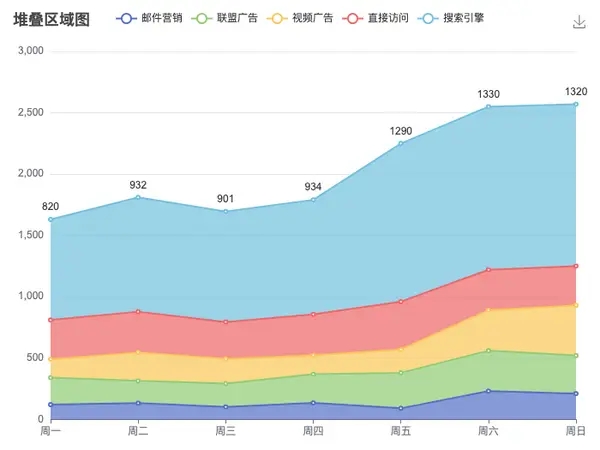 堆叠区域图
邮件营销 联盟广告 视频广告 直接访问 搜索引擎
3,000
2,500
2,000
1,500
1,000
500
0
820 932 901 934 1290 1330 1320
周一 周二 周三 周四 周五 周六 周日